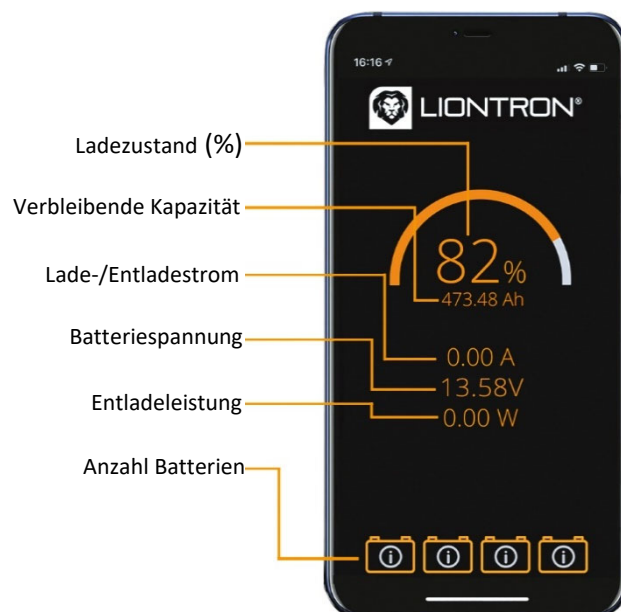 16:16
LIONTRON®
Ladezustand (%)
Verbleibende Kapazität
82%
Lade-/Entladestrom
473.48 Ah
Batteriespannung
0.00 A
13.58V
Entladeleistung
0.00 W
Anzahl Batterien
i i i i